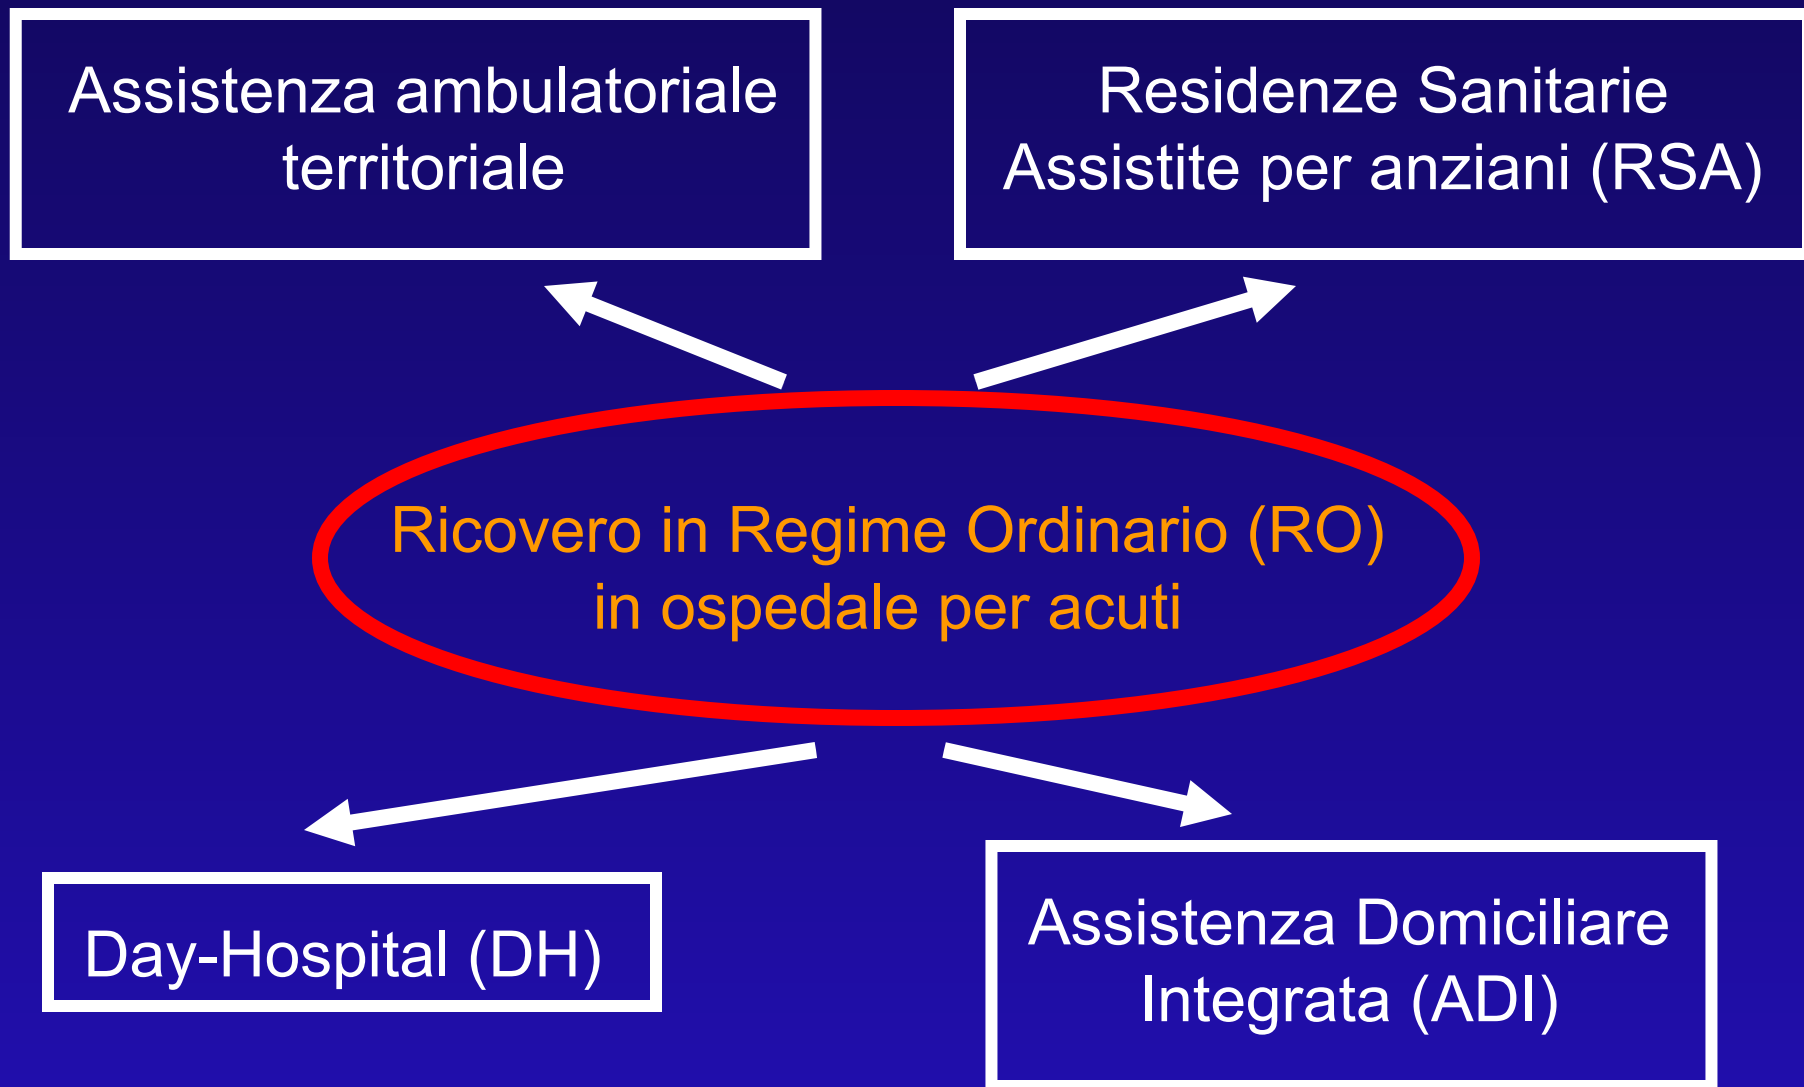 Assistenza ambulatoriale
territoriale
Residenze Sanitarie
Assistite per anziani (RSA)
Ricovero in Regime Ordinario (RO)
in ospedale per acuti
Day-Hospital (DH)
Assistenza Domiciliare
Integrata (ADI)